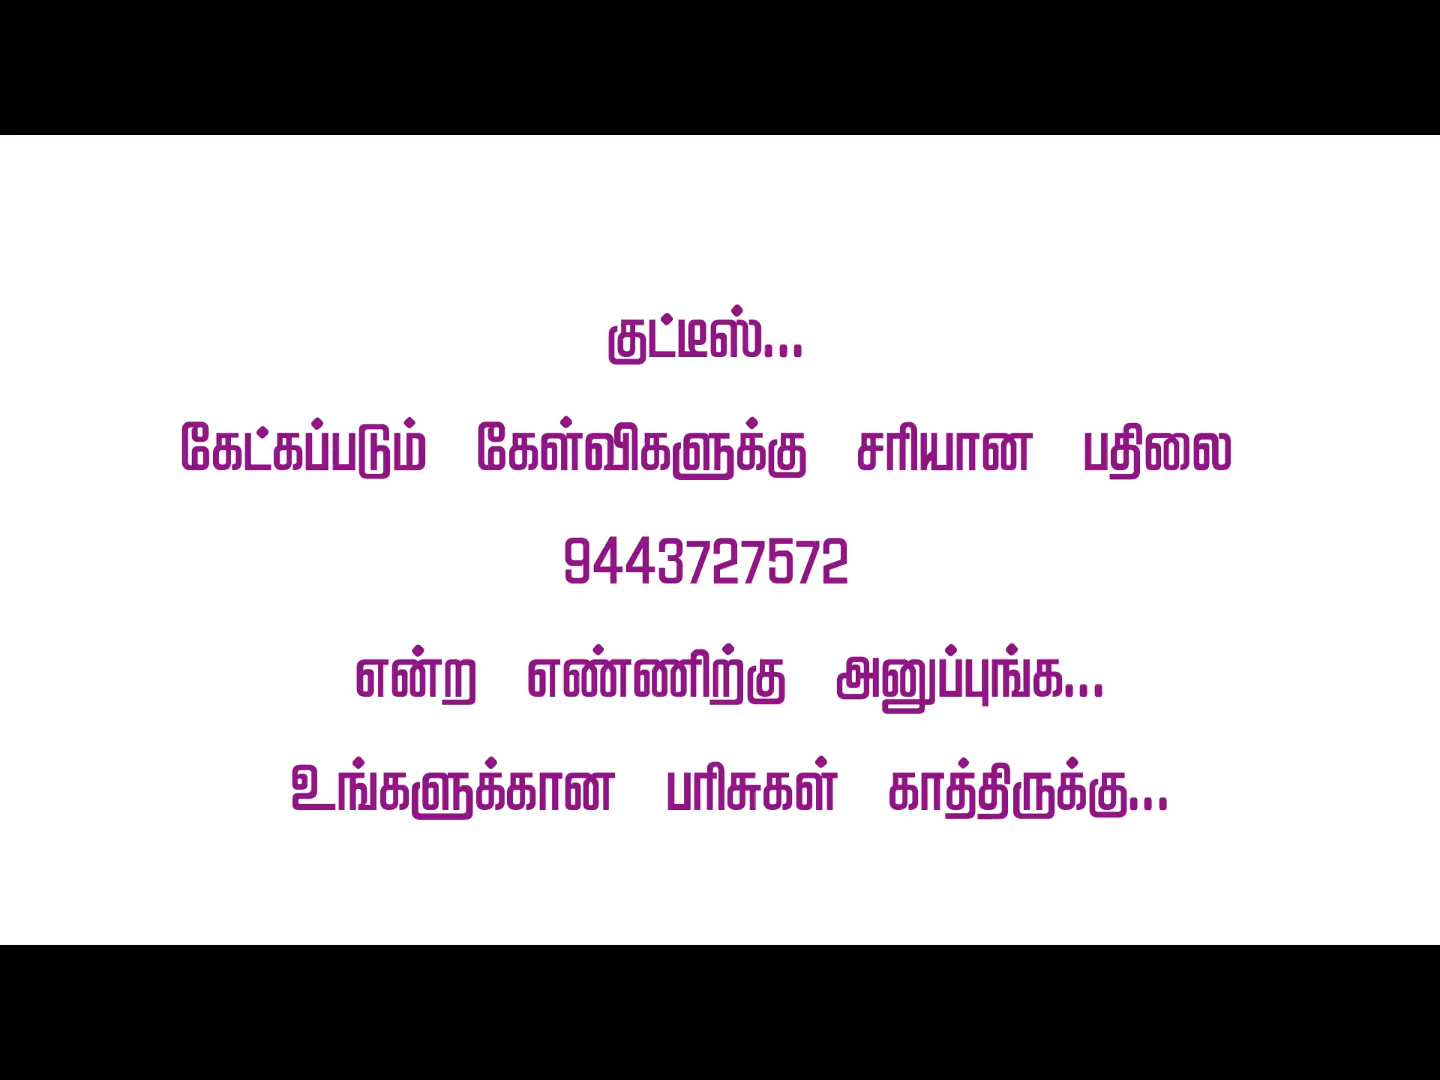 குட்டீஸ்...
கேட்கப்படும் கேள்விகளுக்கு சரியான பதிலை
9443727572
என்ற எண்ணிற்கு அனுப்புங்க...
உங்களுக்கான பரிசுகள் காத்திருக்கு...